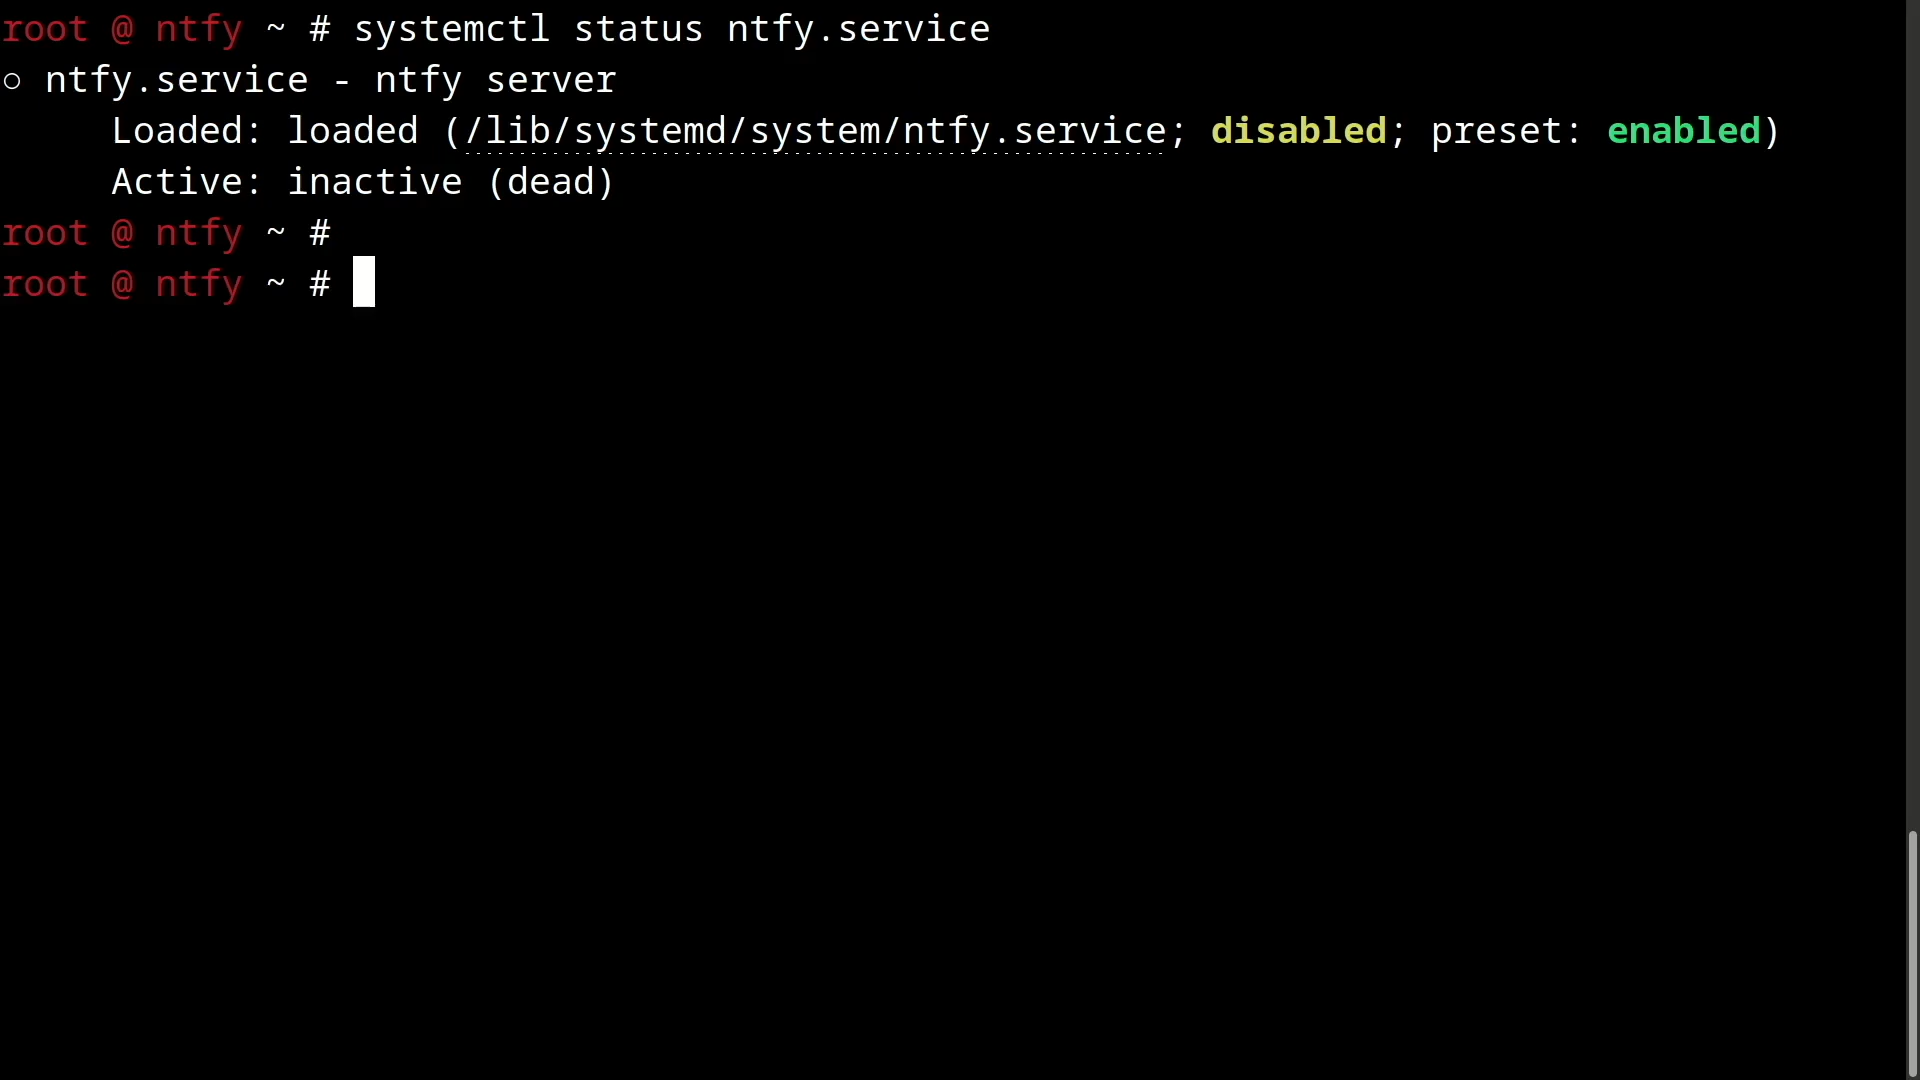 root @ ntfy ~ # systemctl status ntfy.service
○ ntfy.service - ntfy server
     Loaded: loaded (/lib/systemd/system/ntfy.service; disabled; preset: enabled)
     Active: inactive (dead)
root @ ntfy ~ #
root @ ntfy ~ #